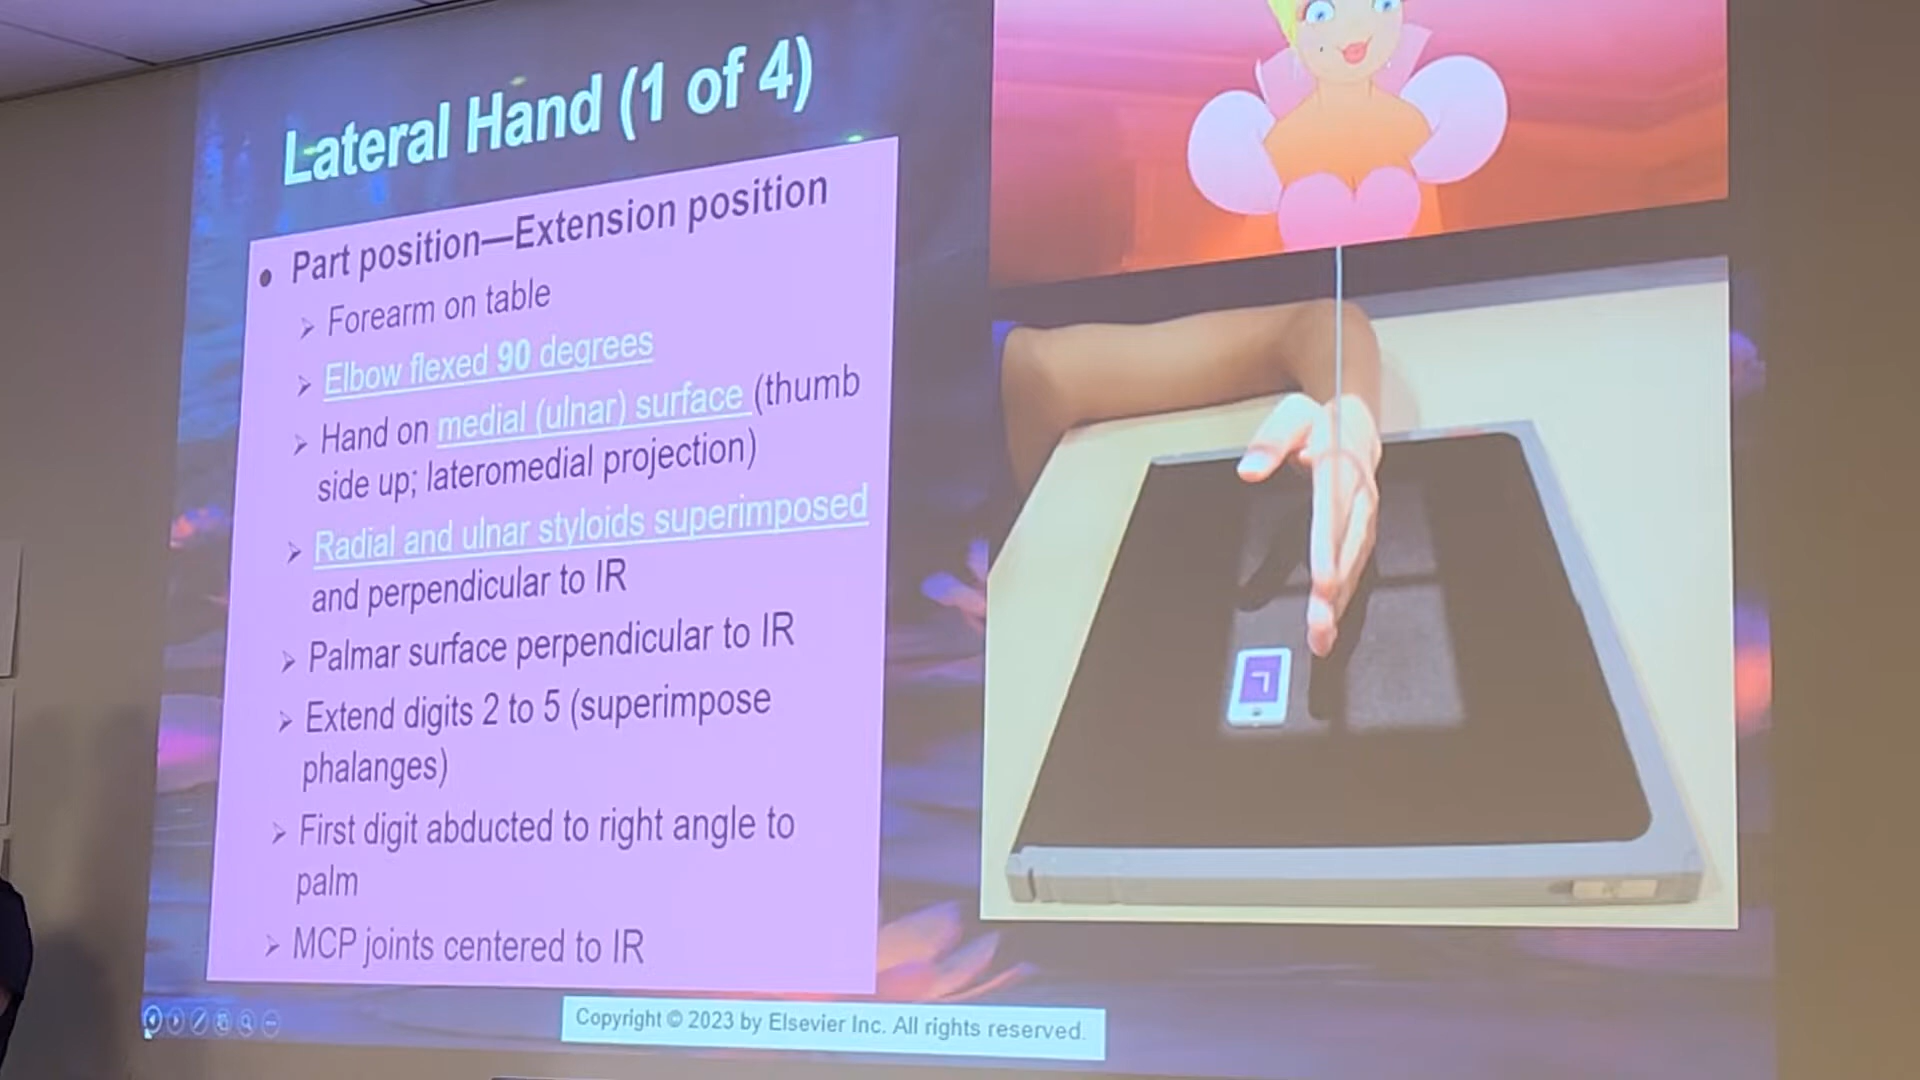 Lateral Hand (1 of 4)
• Part position—Extension position
➢ Forearm on table
➢ Elbow flexed 90 degrees
➢ Hand on medial (ulnar) surface (thumb
side up; lateromedial projection)
➢ Radial and ulnar styloids superimposed
and perpendicular to IR
➢ Palmar surface perpendicular to IR
➢ Extend digits 2 to 5 (superimpose
phalanges)
➢ First digit abducted to right angle to
palm
➢ MCP joints centered to IR
Copyright © 2023 by Elsevier Inc. All rights reserved.